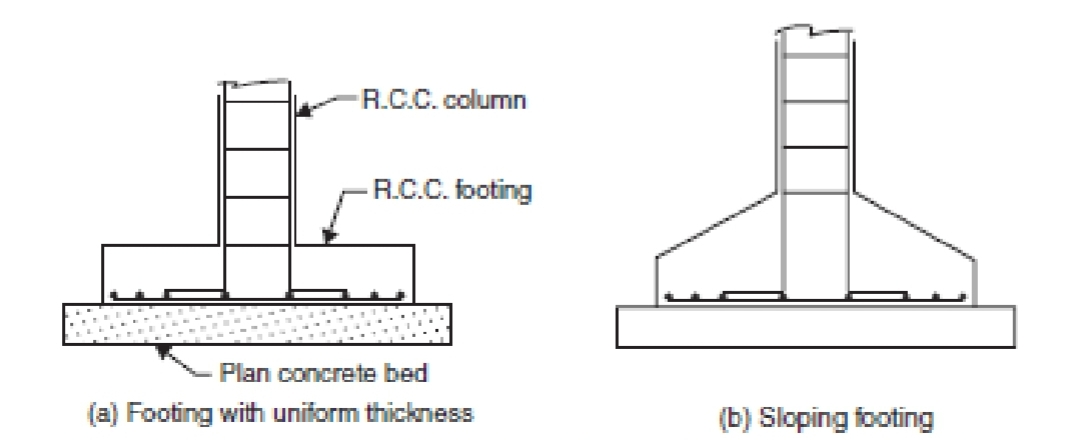 R.C.C. column
R.C.C. footing
Plan concrete bed
(a) Footing with uniform thickness
(b) Sloping footing